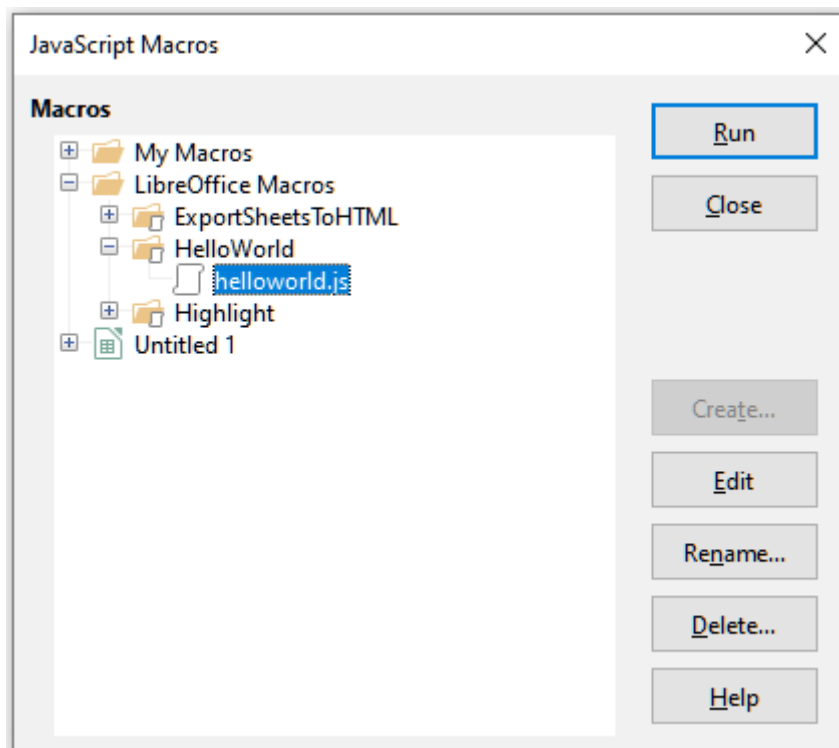 JavaScript Macros
Macros
My Macros
LibreOffice Macros
ExportSheetsToHTML
HelloWorld
helloworld.js
Highlight
Untitled 1
Run
Close
Create...
Edit
Rename...
Delete...
Help